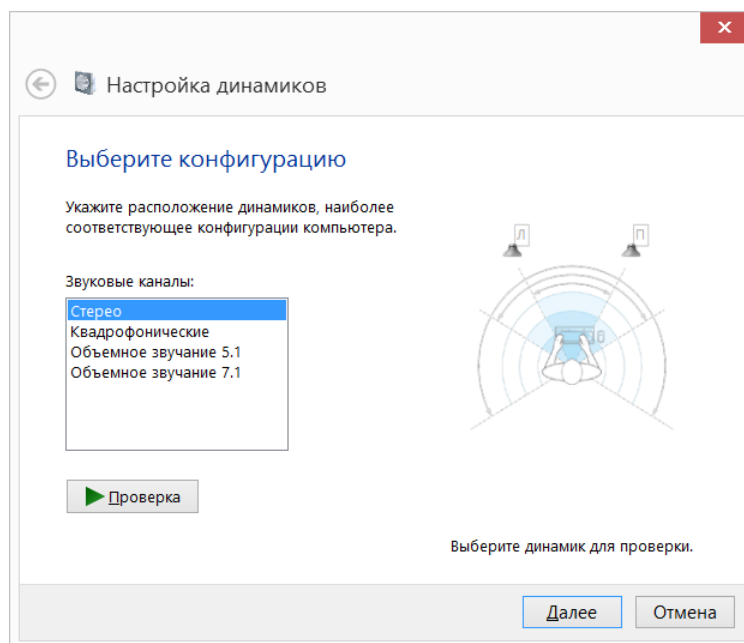 Настройка динамиков
Выберите конфигурацию
Укажите расположение динамиков, наиболее
соответствующее конфигурации компьютера.
Л
П
Звуковые каналы:
Стерео
Квадрофонические
Объемное звучание 5.1
Объемное звучание 7.1
Проверка
Выберите динамик для проверки.
Далее
Отмена